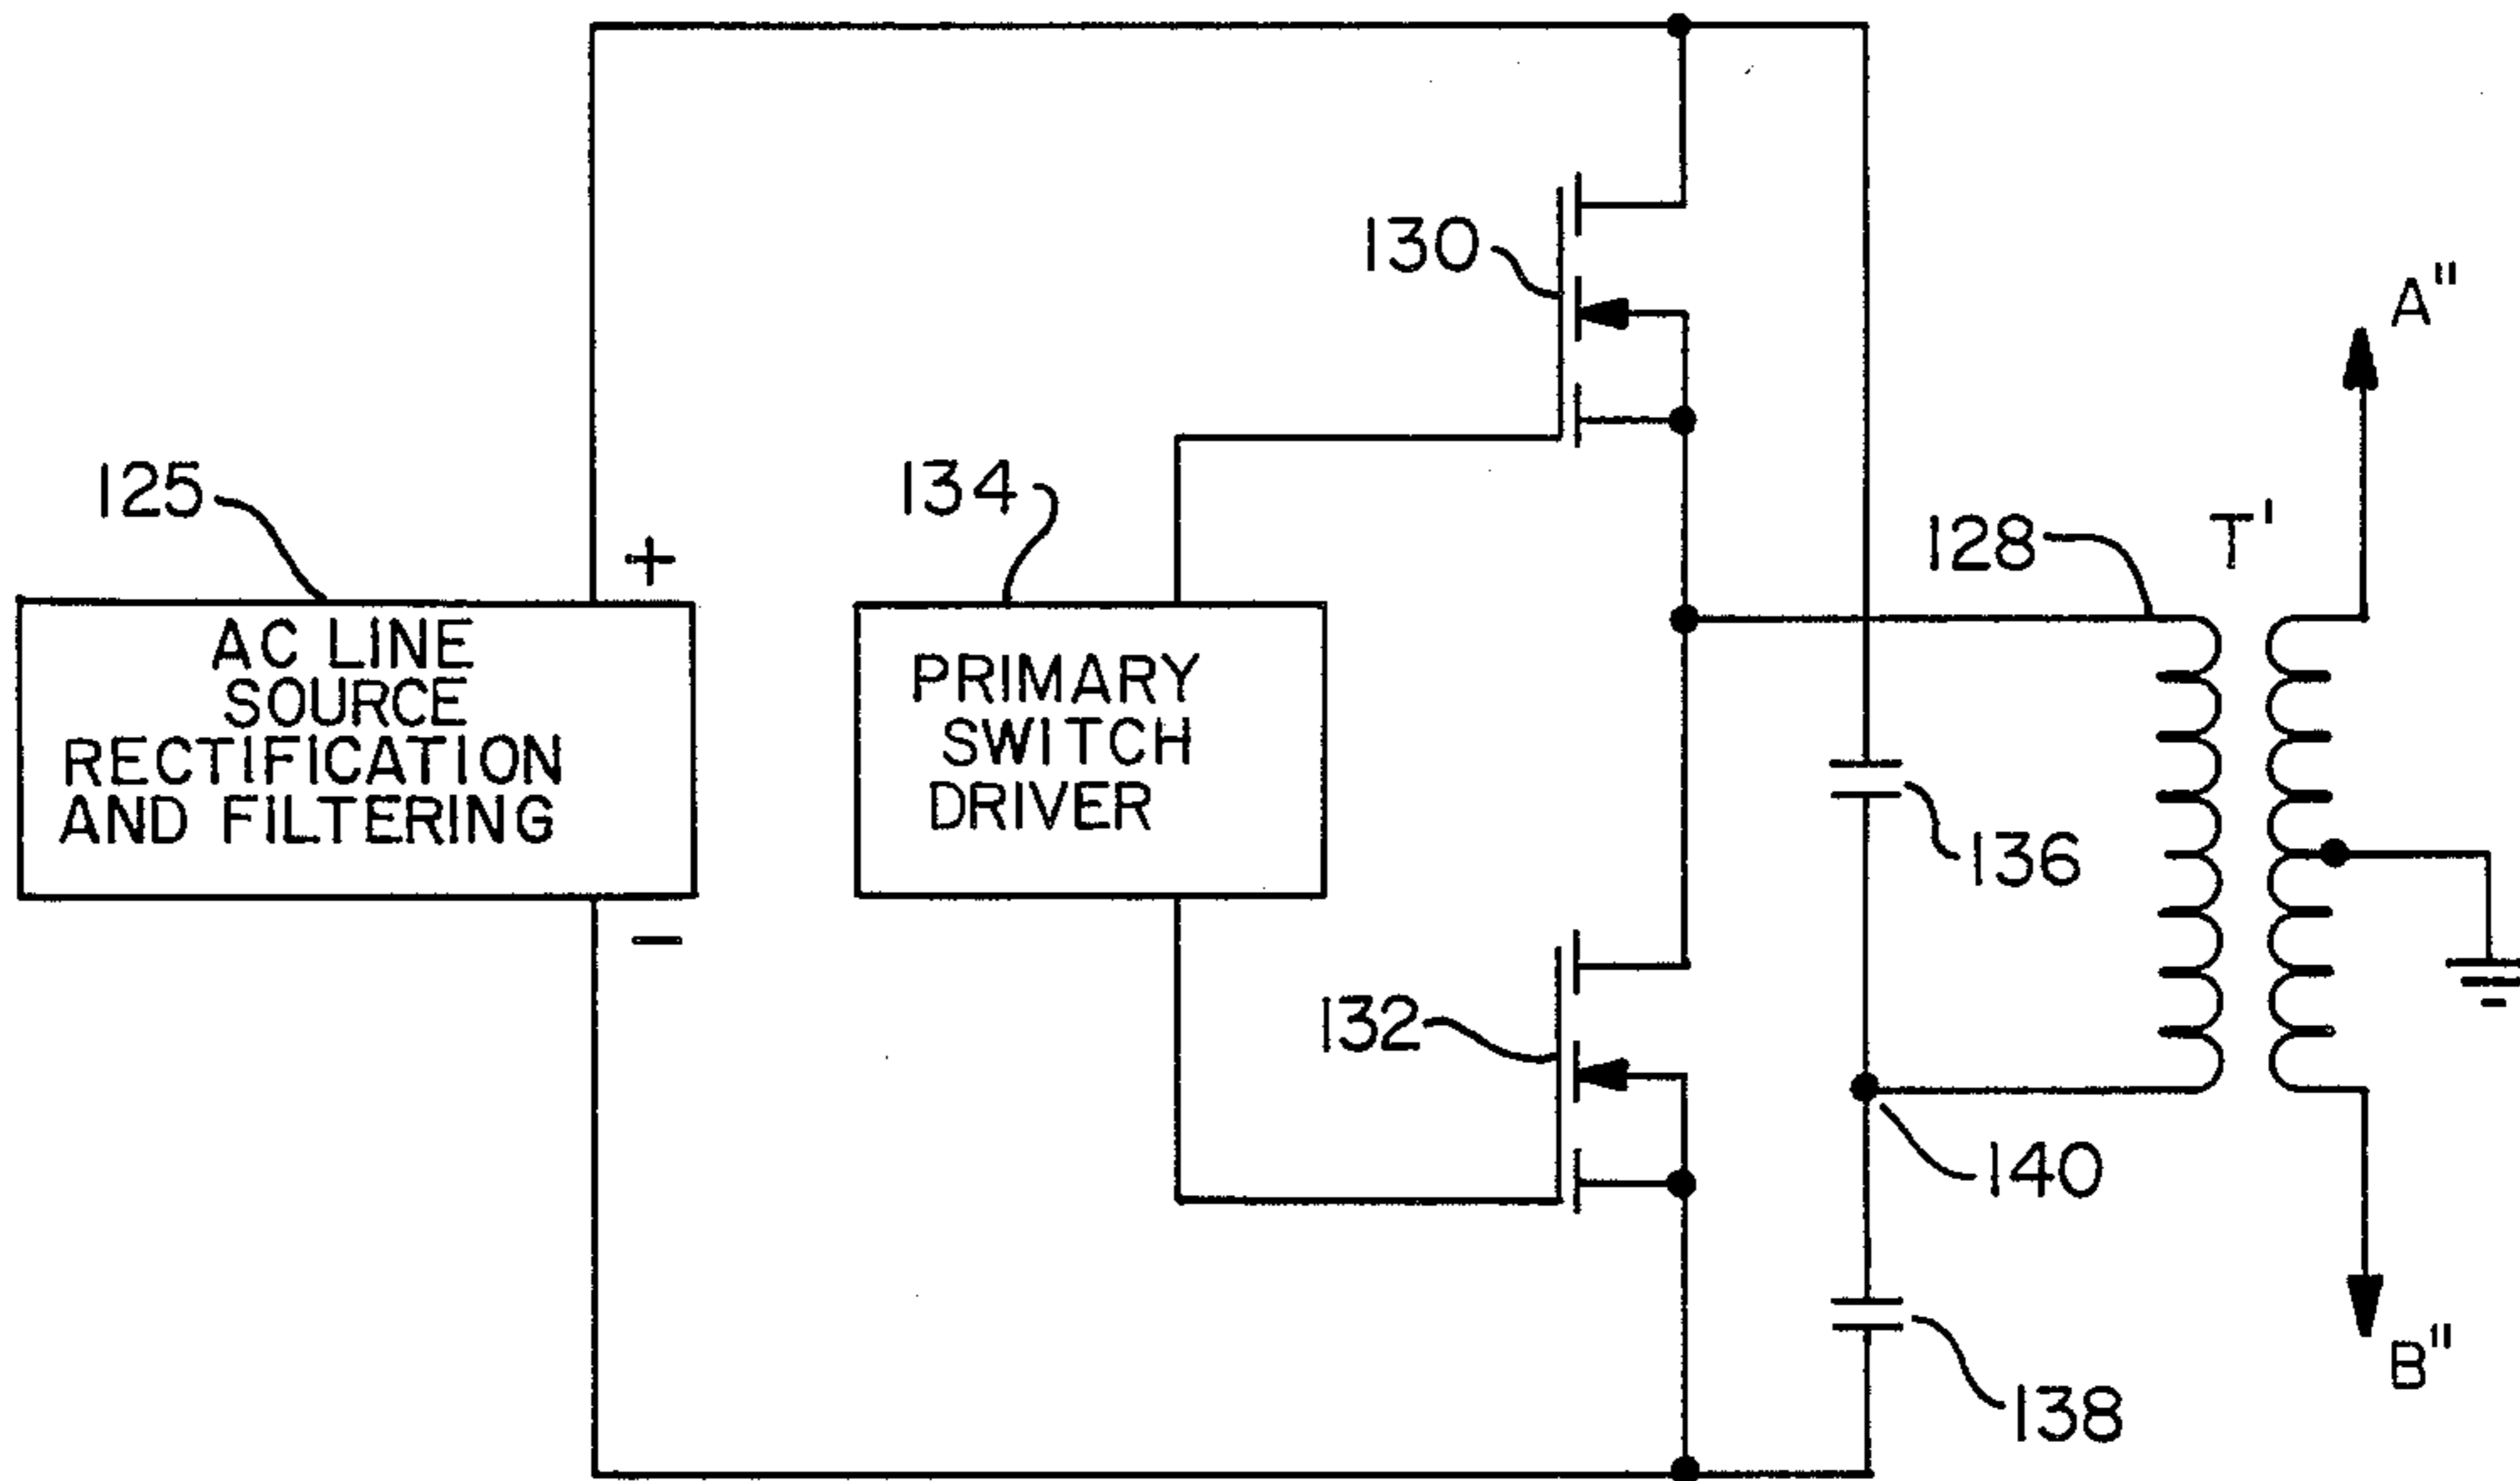 130
A"
125
134
128
T'
+
AC LINE
SOURCE
RECTIFICATION
AND FILTERING
PRIMARY
SWITCH
DRIVER
136
−
132
140
B"
138